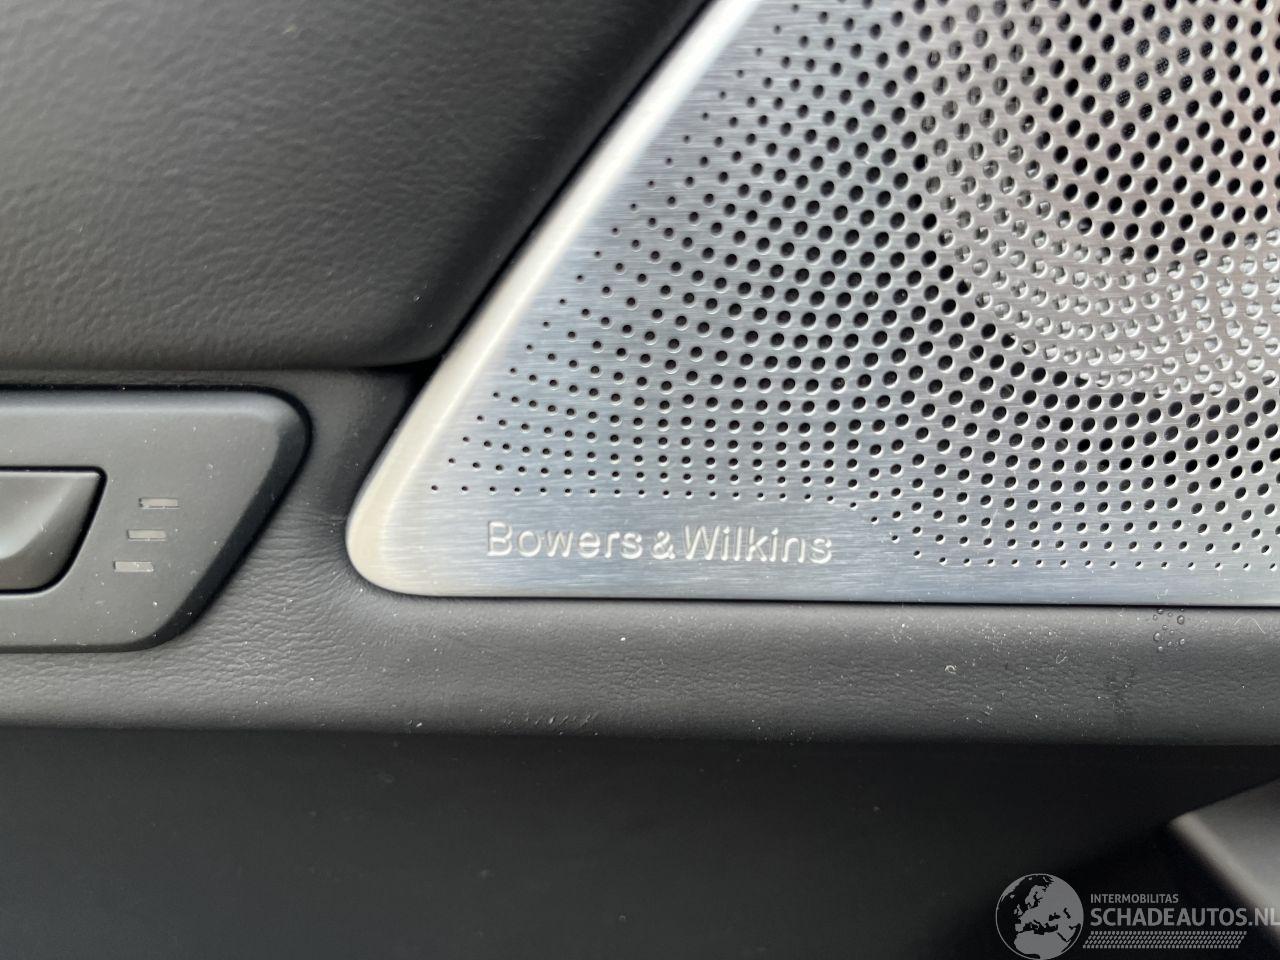 Bowers & Wilkins
INTERMOBILITAS
SCHADEAUTOS.NL